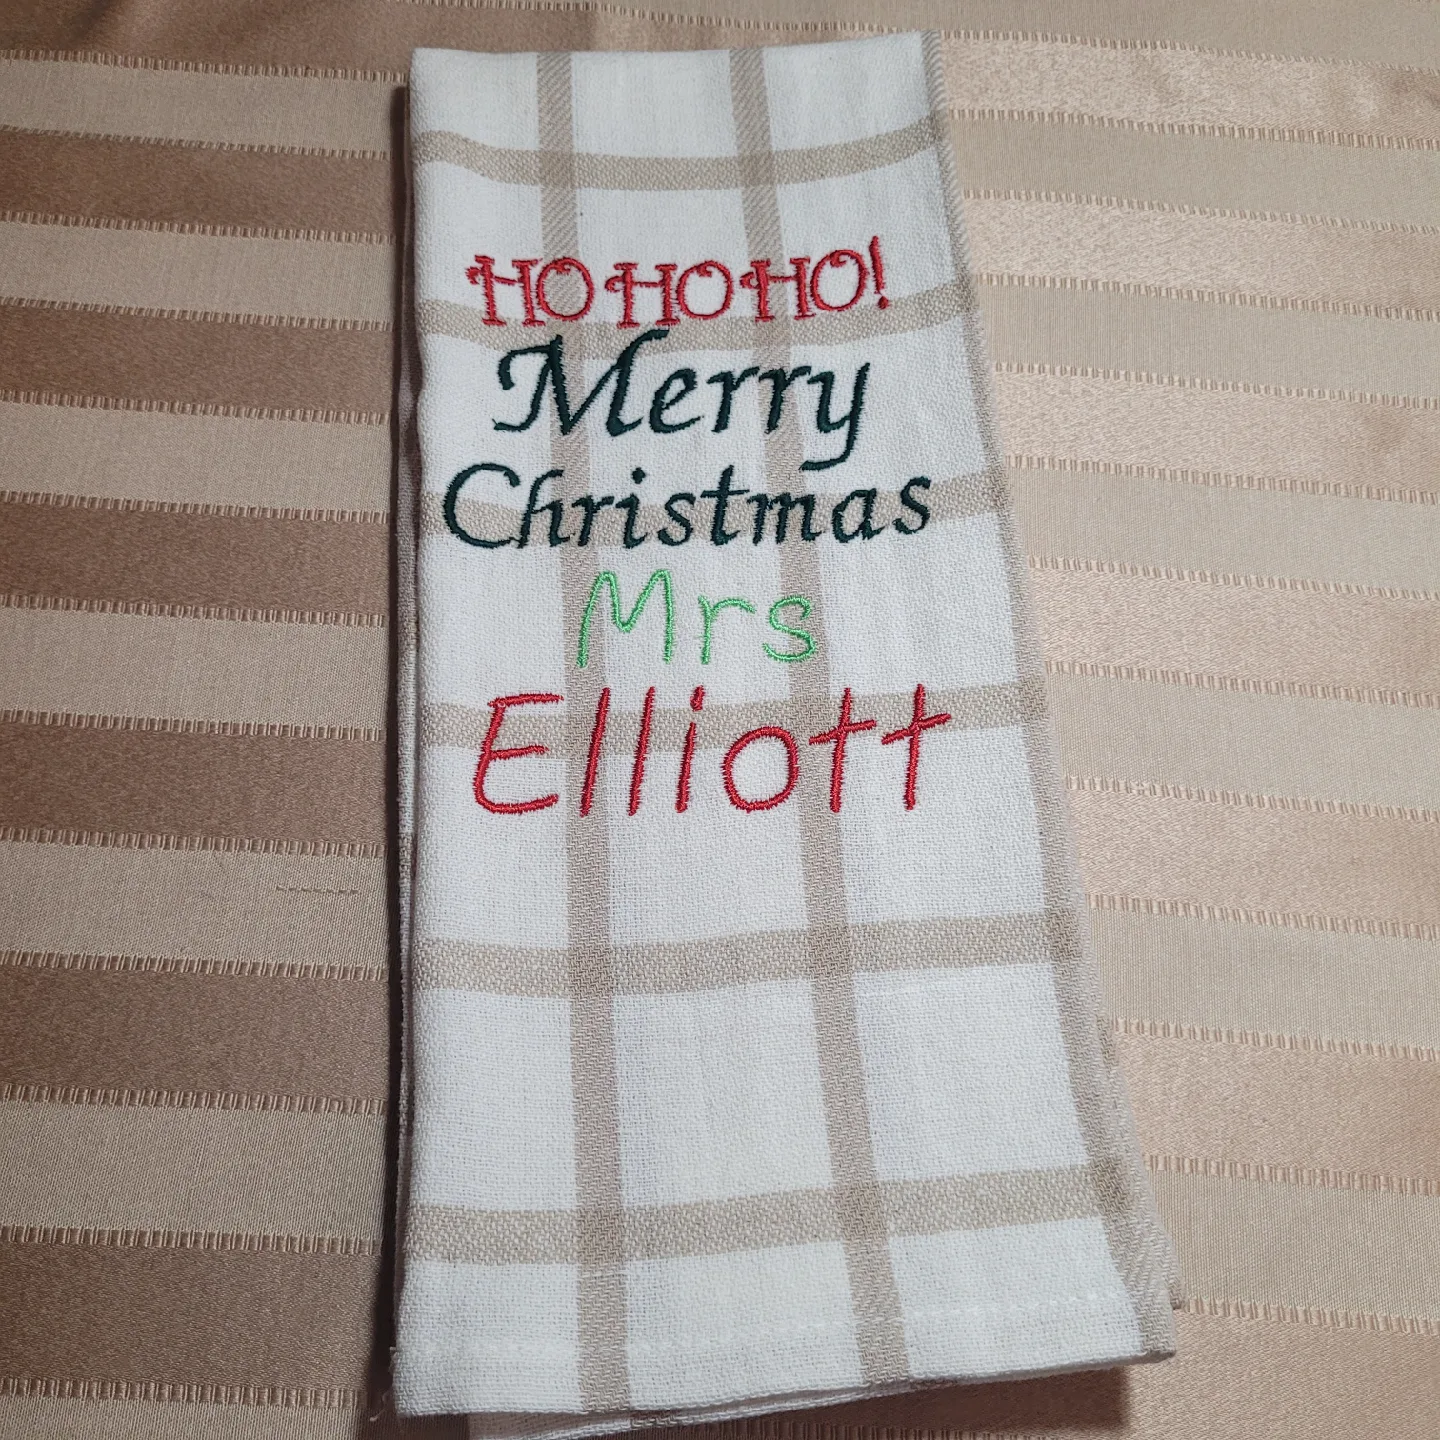 HO HO HO!
Merry
Christmas
Mrs
Elliott